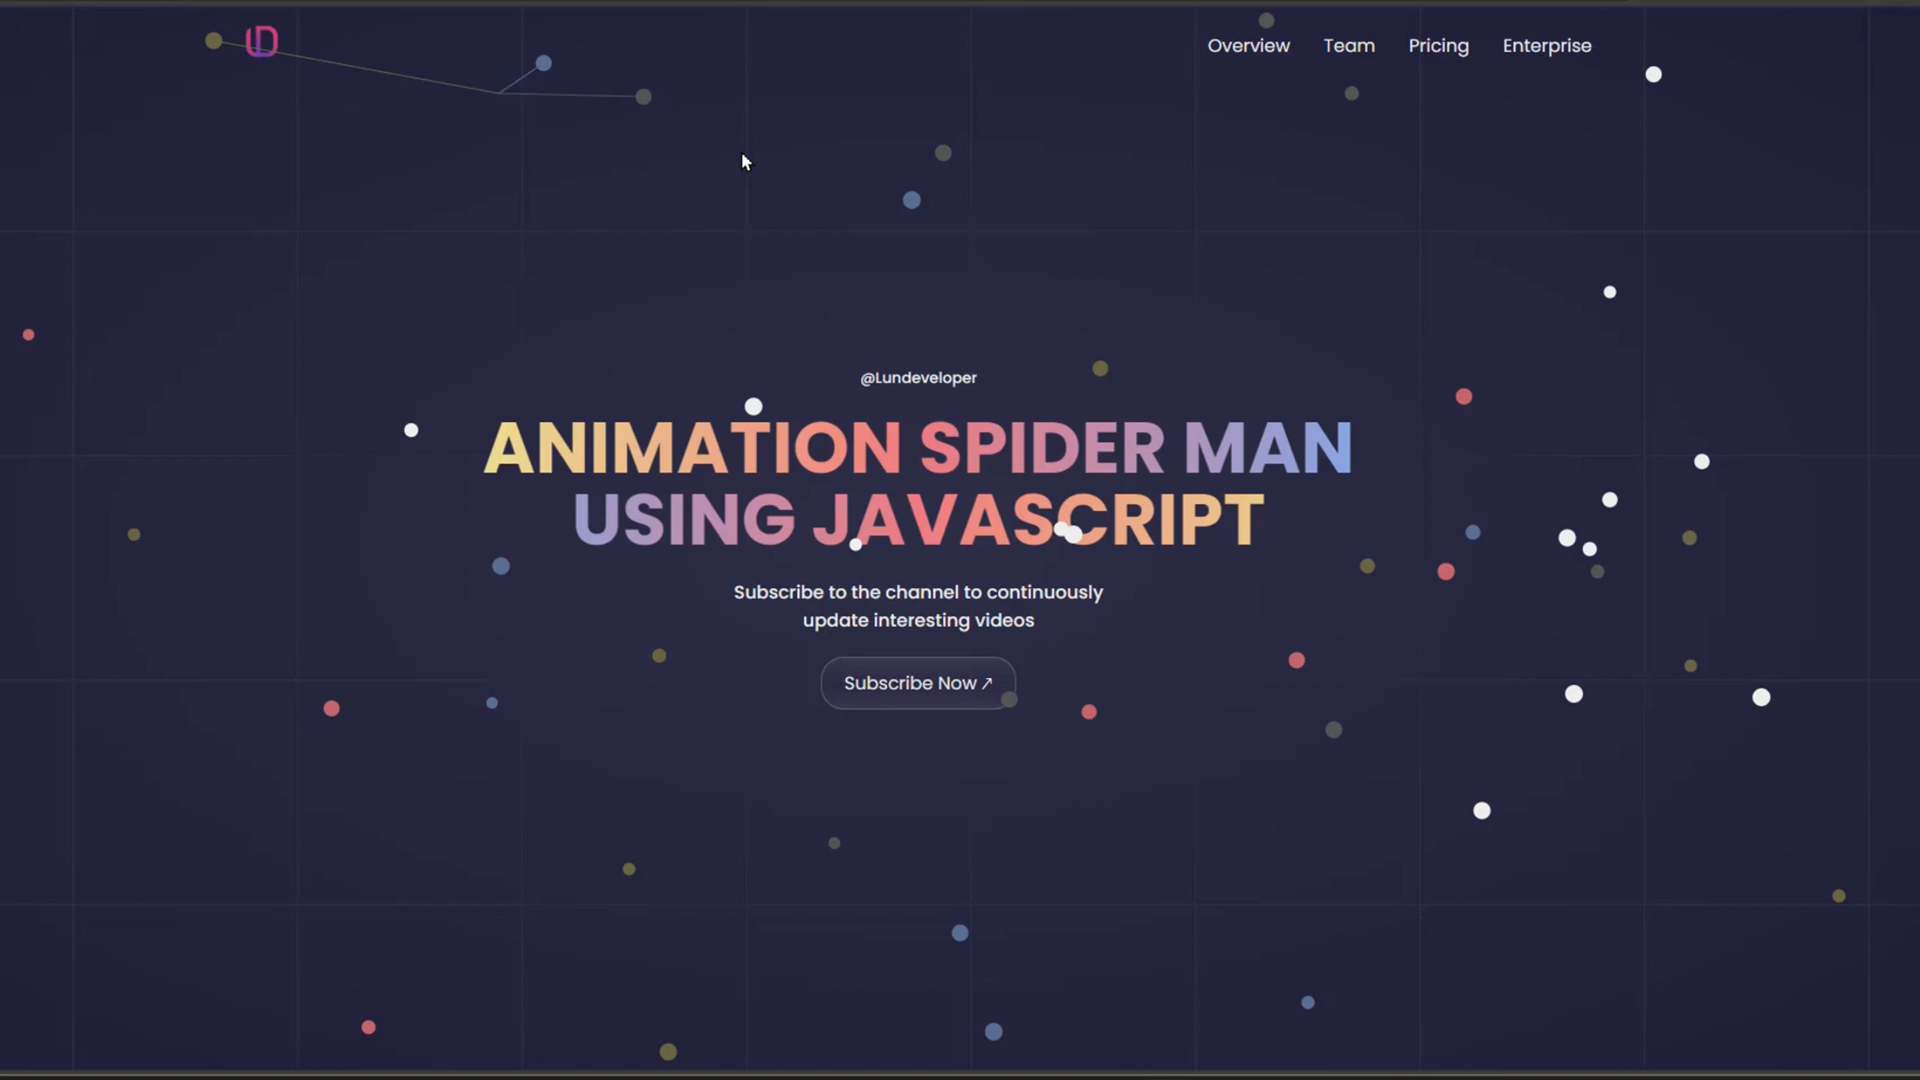 LD
Overview Team Pricing Enterprise
@Lundeveloper
ANIMATION SPIDER MAN
USING JAVASCRIPT
Subscribe to the channel to continuously
update interesting videos
Subscribe Now ↗